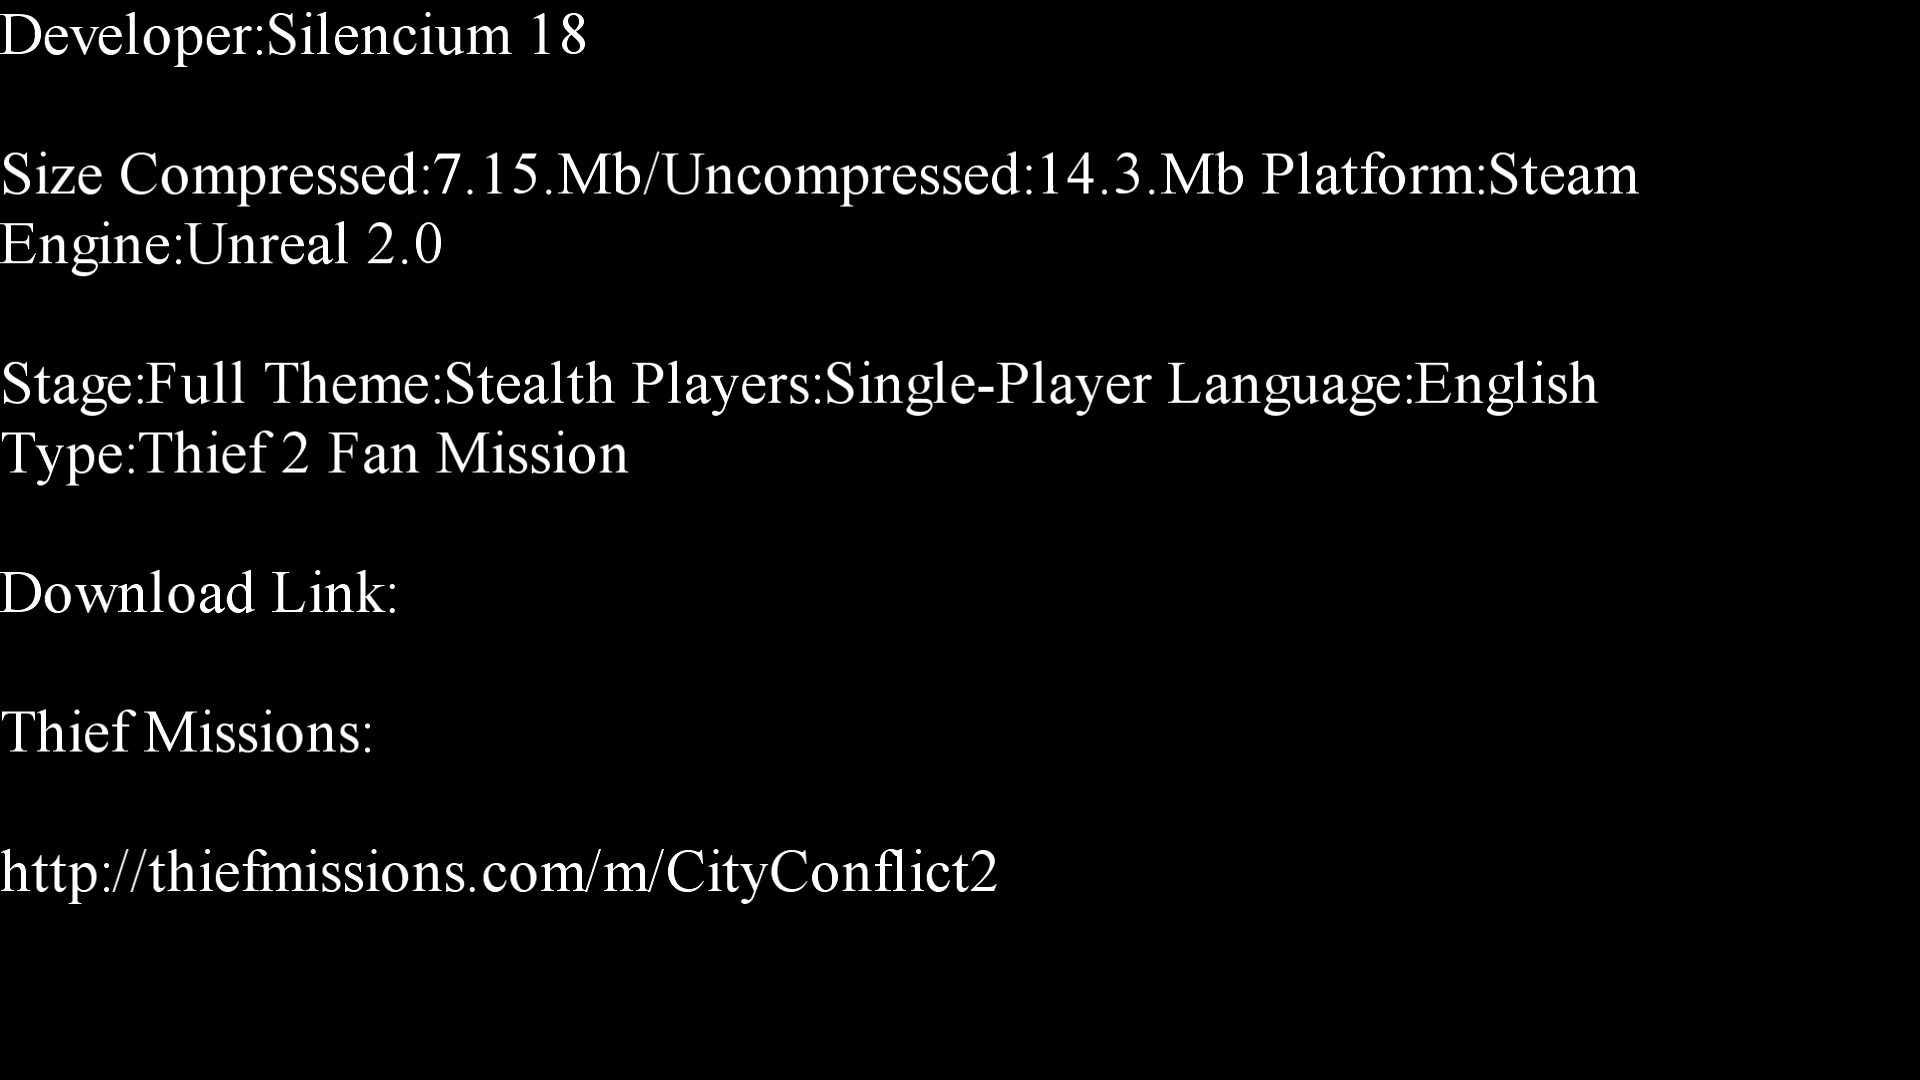 Developer:Silencium 18
Size Compressed:7.15.Mb/Uncompressed:14.3.Mb Platform:Steam
Engine:Unreal 2.0
Stage:Full Theme:Stealth Players:Single-Player Language:English
Type:Thief 2 Fan Mission
Download Link:
Thief Missions:
http://thiefmissions.com/m/CityConflict2